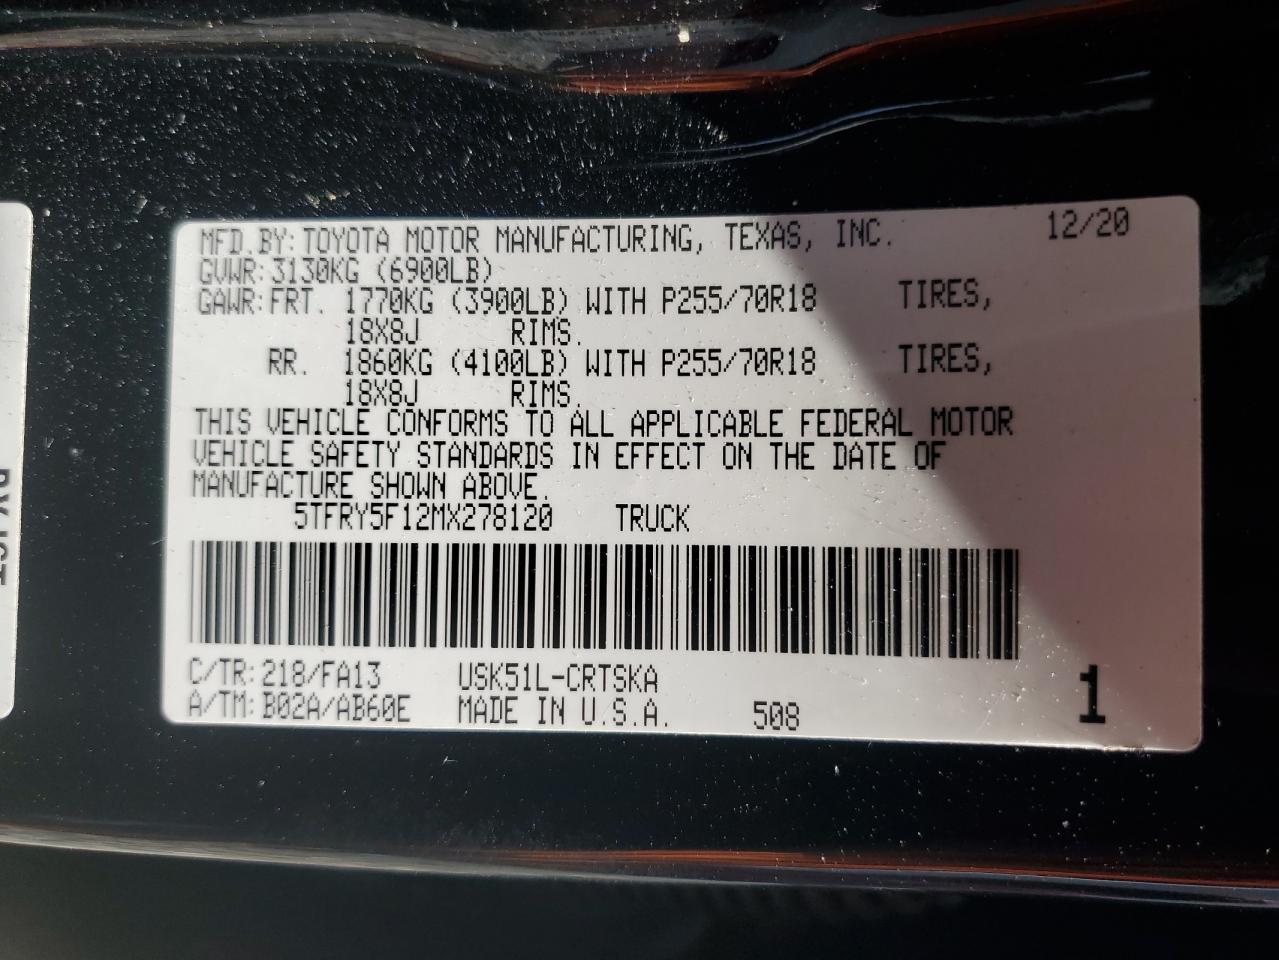 MFD.BY: TOYOTA MOTOR MANUFACTURING, TEXAS, INC. 12/20
GVWR: 3130KG (6900LB)
GAWR: FRT. 1770KG (3900LB) WITH P255/70R18 TIRES,
18X8J RIMS.
RR. 1860KG (4100LB) WITH P255/70R18 TIRES,
18X8J RIMS.
THIS VEHICLE CONFORMS TO ALL APPLICABLE FEDERAL MOTOR
VEHICLE SAFETY STANDARDS IN EFFECT ON THE DATE OF
MANUFACTURE SHOWN ABOVE.
5TFRY5F12MX278120 TRUCK
C/TR: 218/FA13 USK51L-CRTSKA
A/TM: B02A/AB60E MADE IN U.S.A. 508 1